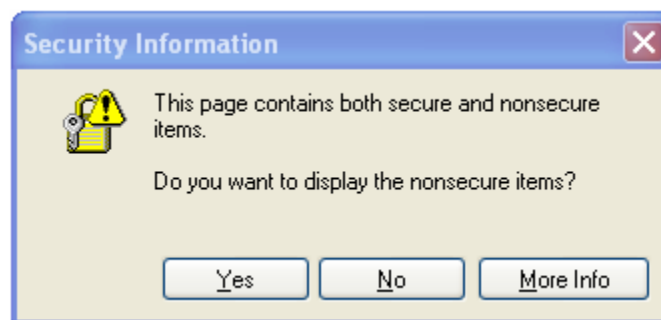 Security Information
This page contains both secure and nonsecure
items.
Do you want to display the nonsecure items?
Yes No More Info